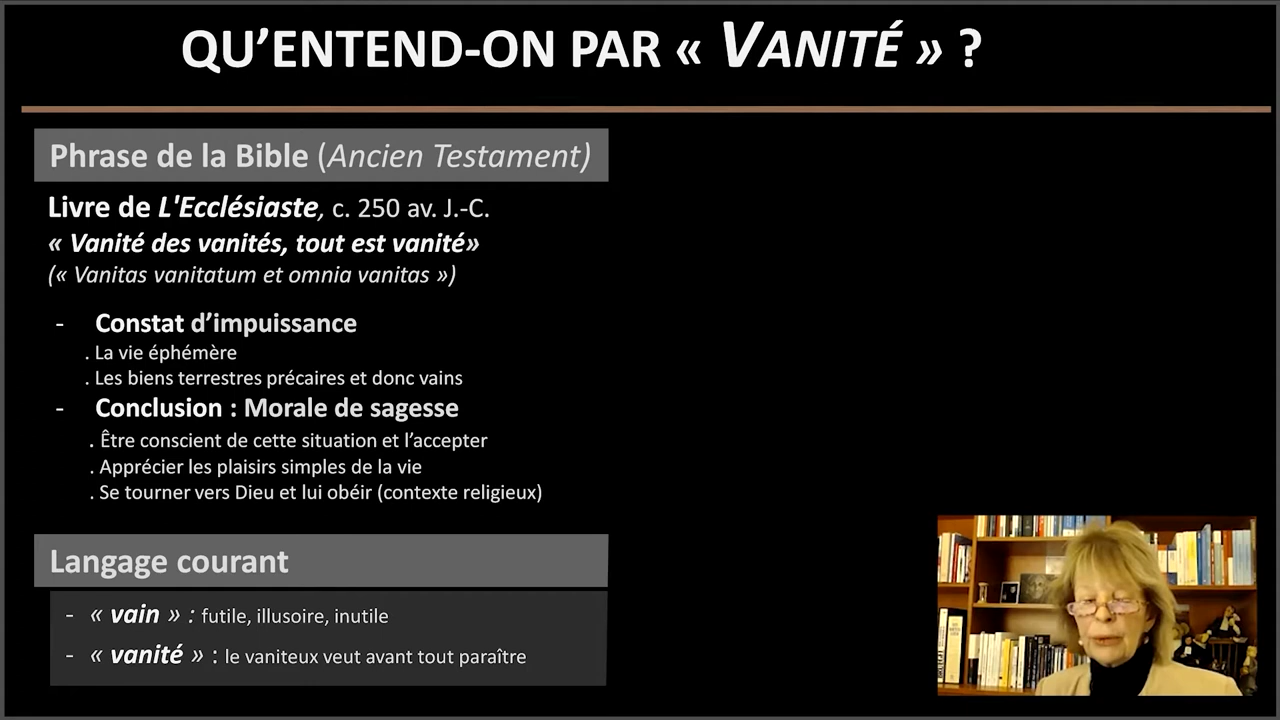 QU’ENTEND-ON PAR « VANITÉ » ?
Phrase de la Bible (Ancien Testament)
Livre de L'Ecclésiaste, c. 250 av. J.-C.
« Vanité des vanités, tout est vanité»
(« Vanitas vanitatum et omnia vanitas »)
- Constat d’impuissance
. La vie éphémère
. Les biens terrestres précaires et donc vains
- Conclusion : Morale de sagesse
. Être conscient de cette situation et l’accepter
. Apprécier les plaisirs simples de la vie
. Se tourner vers Dieu et lui obéir (contexte religieux)
Langage courant
- « vain » : futile, illusoire, inutile
- « vanité » : le vaniteux veut avant tout paraître